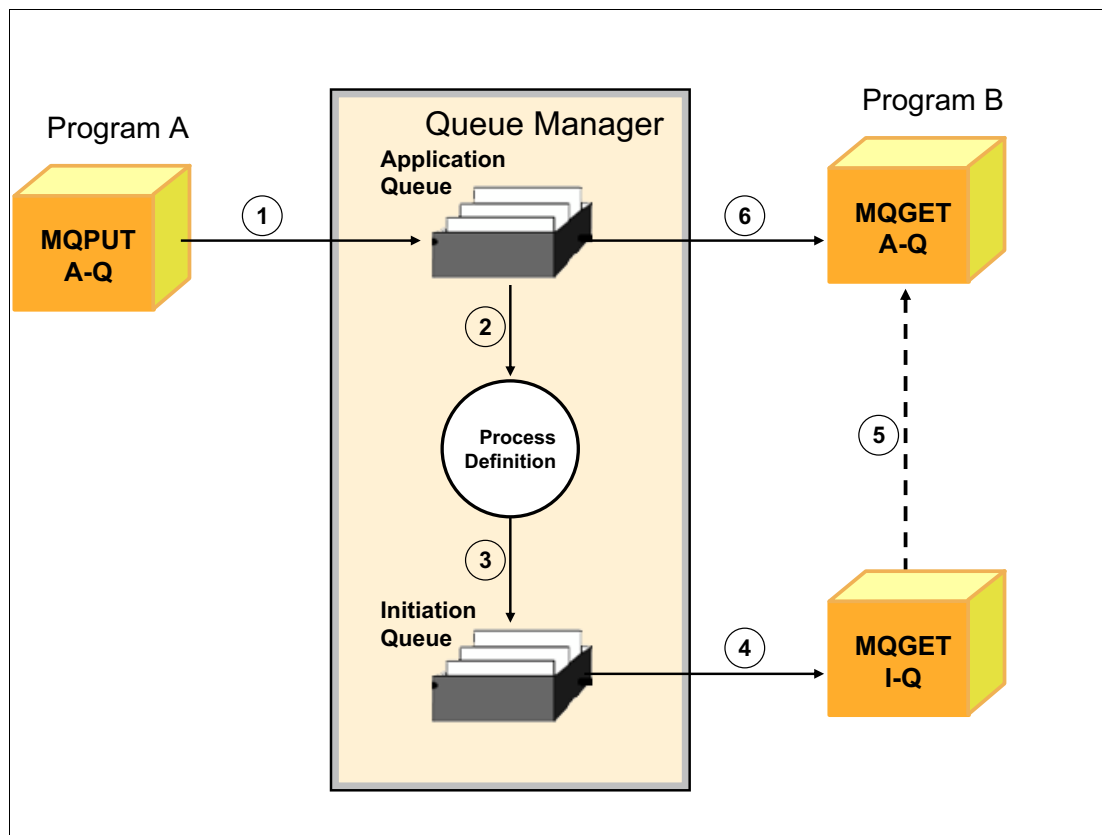 Program A
MQPUT
A-Q
1
Queue Manager
Application
Queue
2
Process
Definition
3
Initiation
Queue
Program B
6
MQGET
A-Q
5
4
MQGET
I-Q